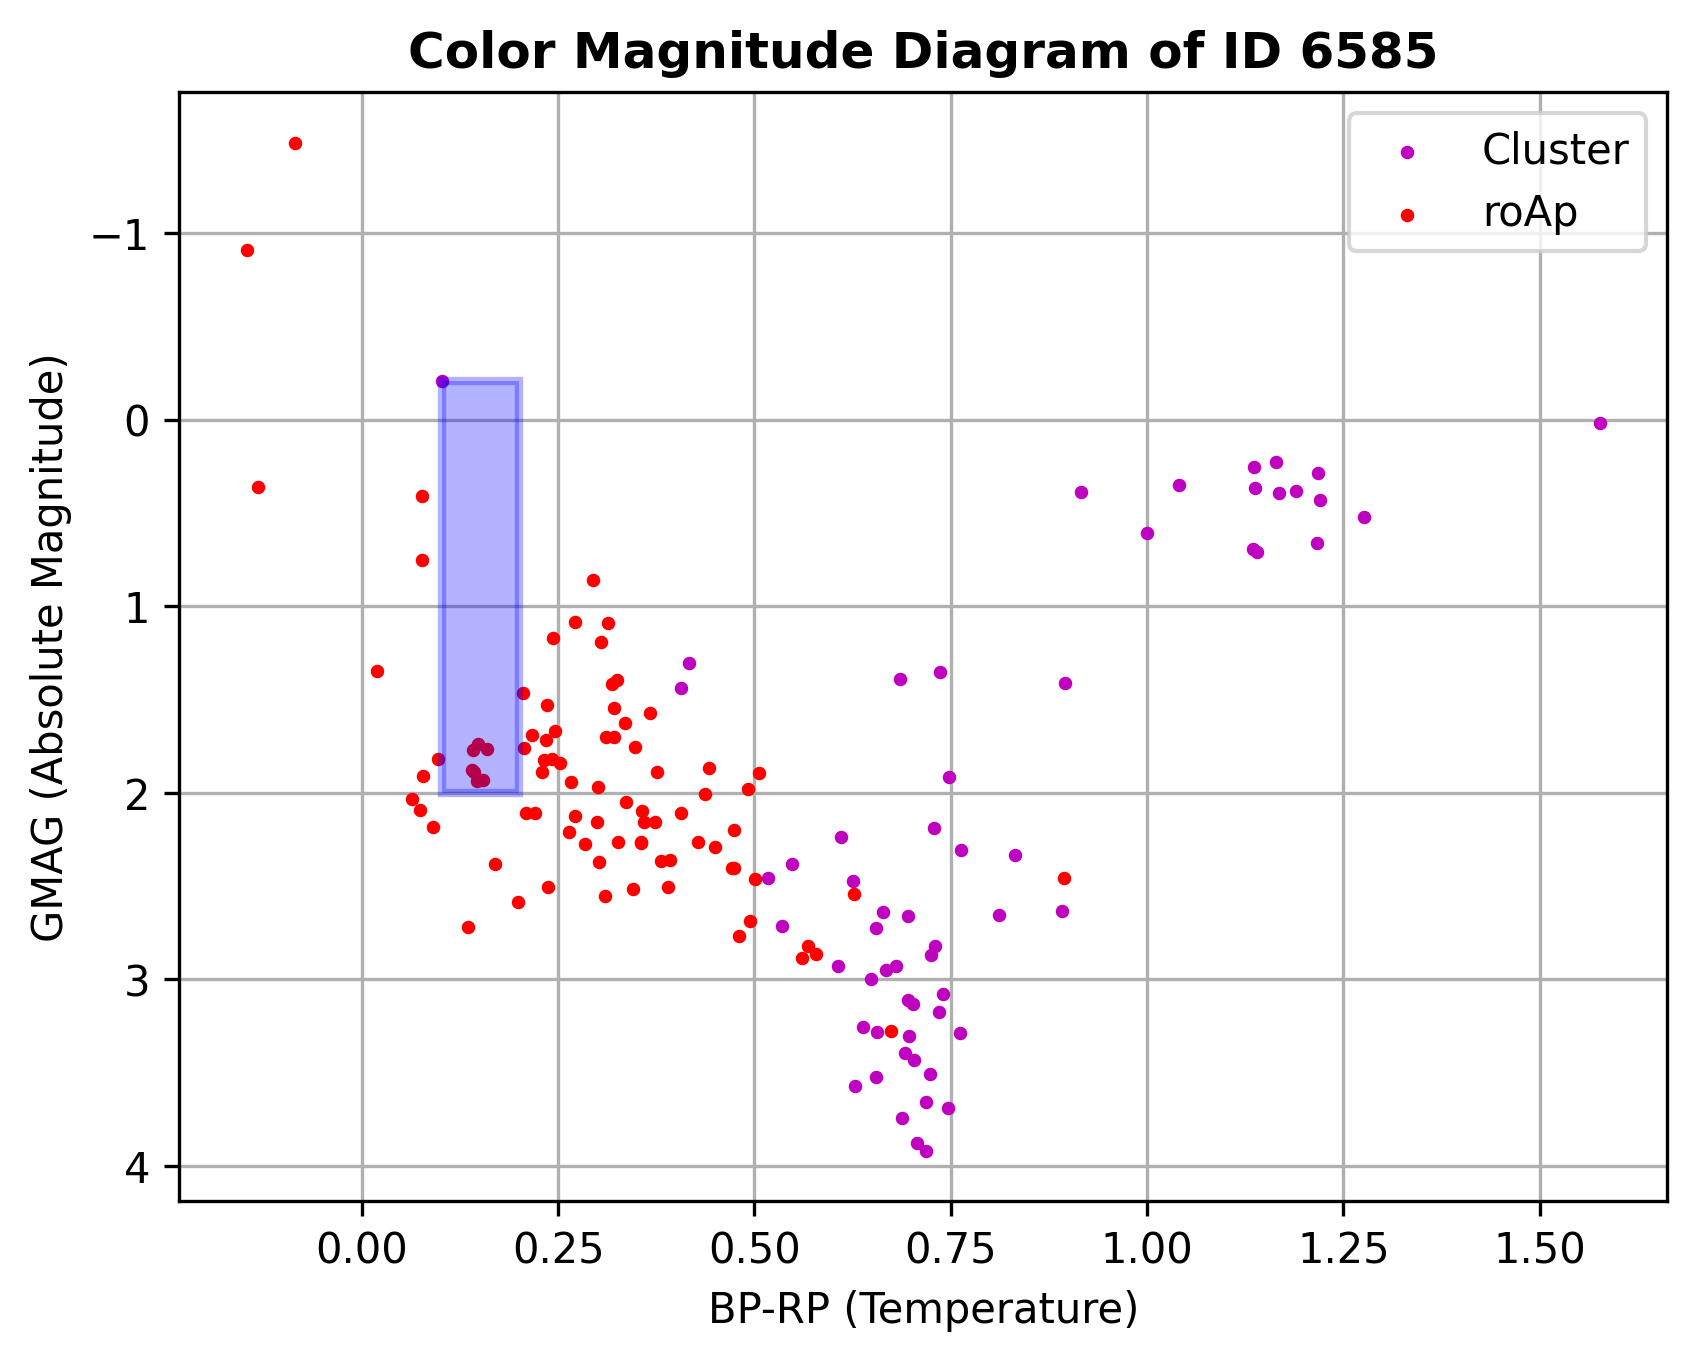 Color Magnitude Diagram of ID 6585
Cluster
roAp
GMAG (Absolute Magnitude)
−1
0
1
2
3
4
0.00 0.25 0.50 0.75 1.00 1.25 1.50
BP-RP (Temperature)